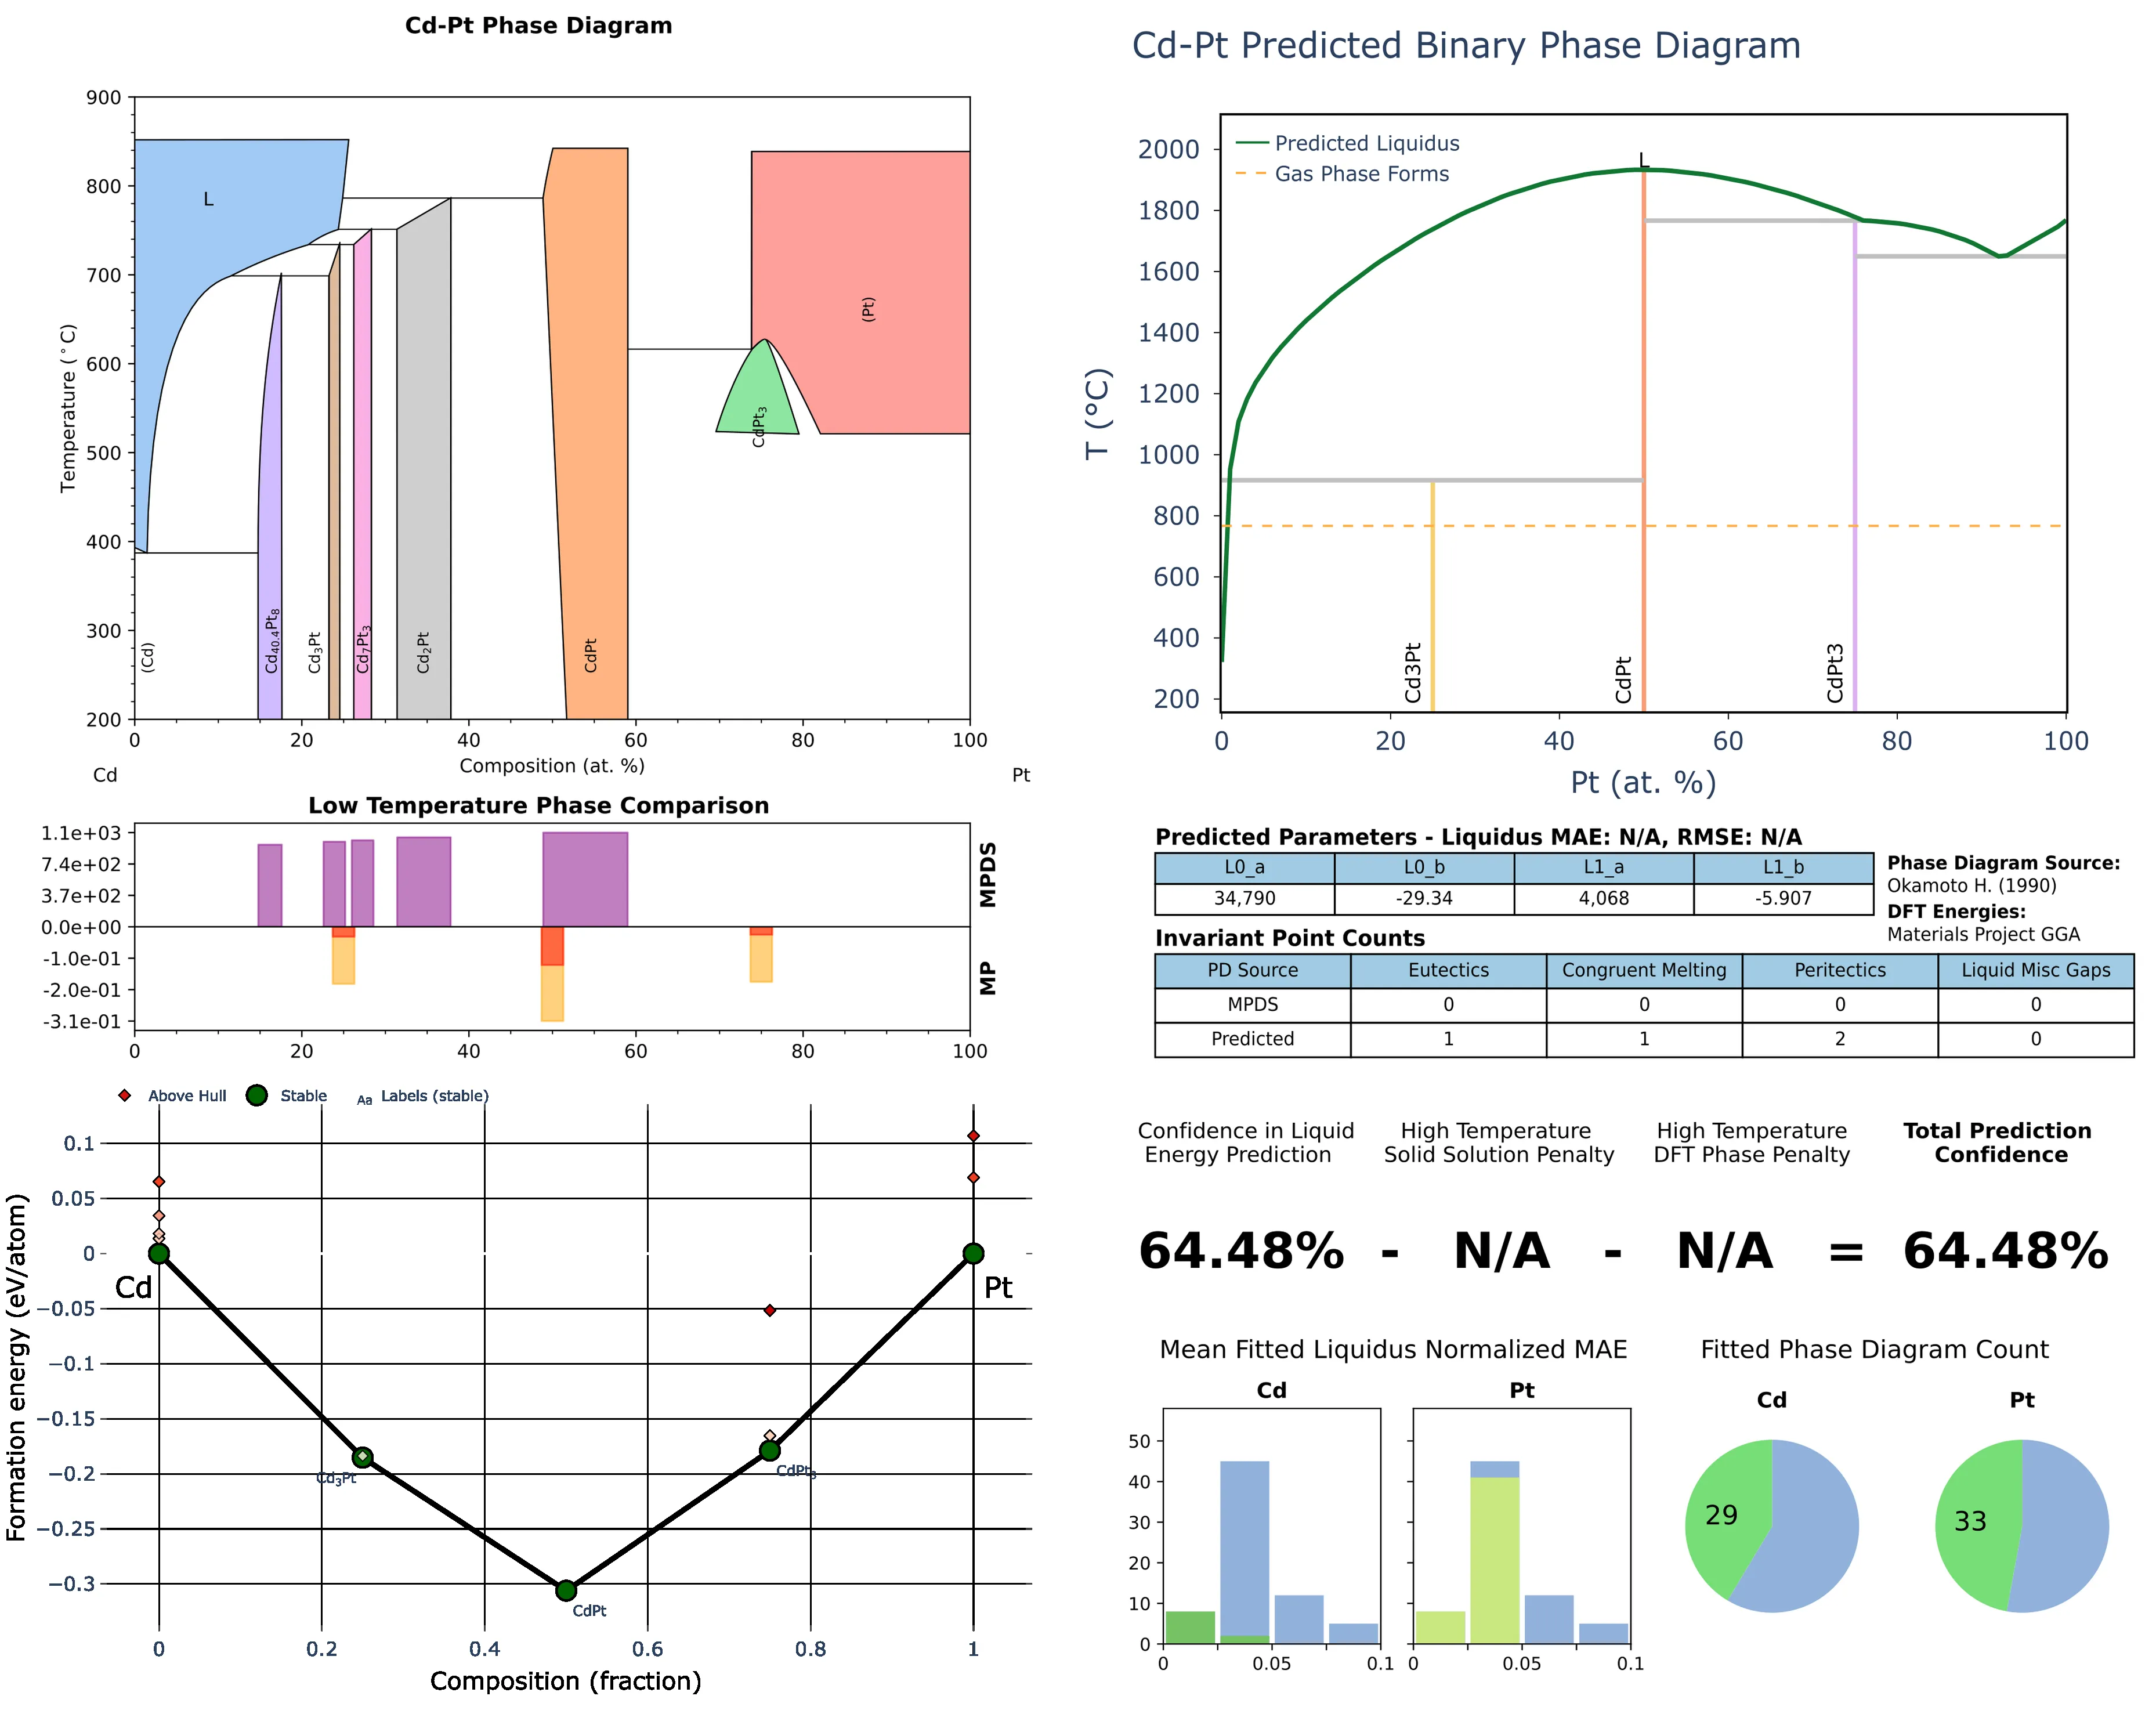 Cd-Pt Phase Diagram
900
800
700
600
500
400
300
200
Temperature (°C)
L
(Cd)
Cd40.4Pt8
Cd3Pt
Cd7Pt3
Cd2Pt
CdPt
CdPt3
(Pt)
0 20 40 60 80 100
Cd Composition (at. %) Pt
Low Temperature Phase Comparison
1.1e+03
7.4e+02
3.7e+02
0.0e+00
-1.0e-01
-2.0e-01
-3.1e-01
MPDS
MP
0 20 40 60 80 100
Above Hull Stable Aa Labels (stable)
0.1
0.05
0
−0.05
−0.1
−0.15
−0.2
−0.25
−0.3
Formation energy (eV/atom)
Cd
Pt
Cd3Pt
CdPt3
CdPt
0 0.2 0.4 0.6 0.8 1
Composition (fraction)
Cd-Pt Predicted Binary Phase Diagram
Predicted Liquidus
Gas Phase Forms
L
2000
1800
1600
1400
1200
1000
800
600
400
200
T (°C)
Cd3Pt
CdPt
CdPt3
0 20 40 60 80 100
Pt (at. %)
Predicted Parameters - Liquidus MAE: N/A, RMSE: N/A
L0_a L0_b L1_a L1_b
34,790 -29.34 4,068 -5.907
Phase Diagram Source:
Okamoto H. (1990)
DFT Energies:
Materials Project GGA
Invariant Point Counts
PD Source Eutectics Congruent Melting Peritectics Liquid Misc Gaps
MPDS 0 0 0 0
Predicted 1 1 2 0
Confidence in Liquid
Energy Prediction
High Temperature
Solid Solution Penalty
High Temperature
DFT Phase Penalty
Total Prediction
Confidence
64.48% - N/A - N/A = 64.48%
Mean Fitted Liquidus Normalized MAE
Cd
Pt
50
40
30
20
10
0
0 0.05 0.1
0 0.05 0.1
Fitted Phase Diagram Count
Cd
Pt
29
33